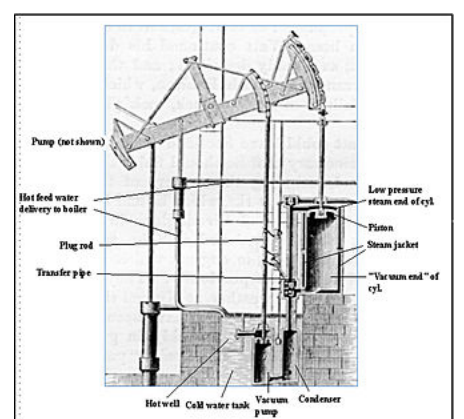 Pump (not shown)
Hot feed water
delivery to boiler
Plug rod
Transfer pipe
Low pressure
steam end of cyl.
Piston
Steam jacket
"Vacuum end" of
cyl.
Hot well
Cold water tank
Vacuum
pump
Condenser